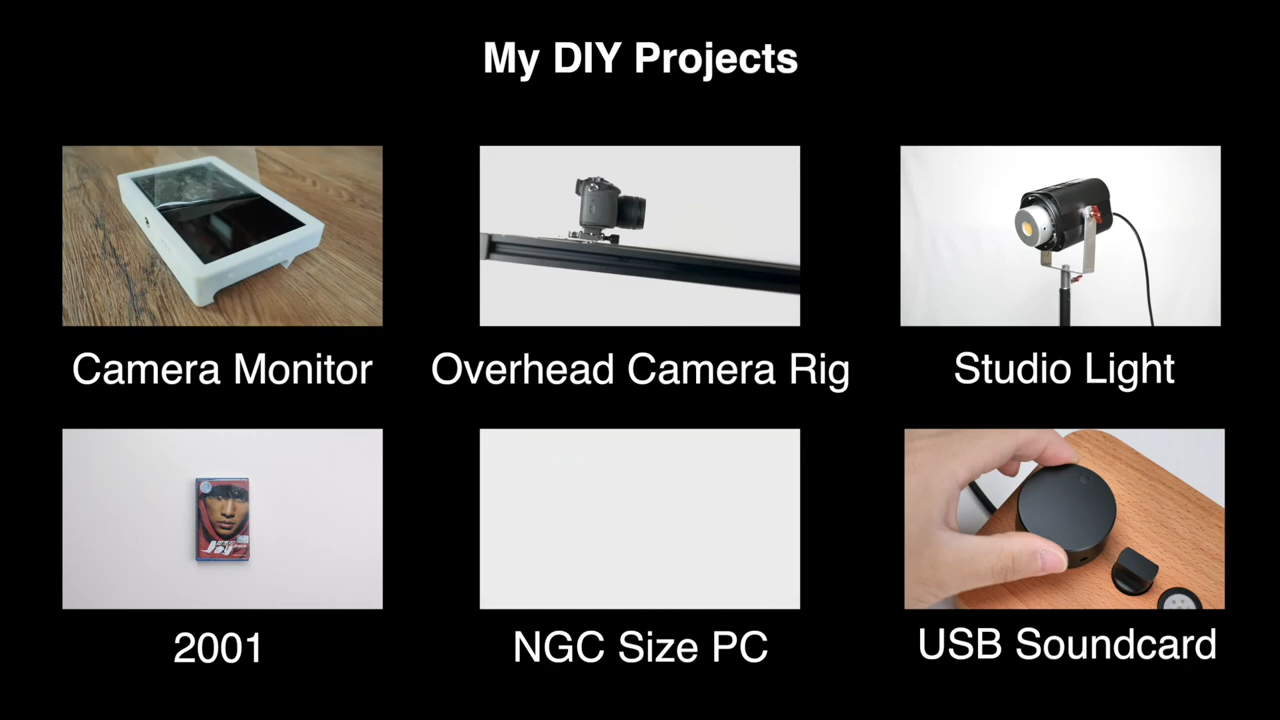 My DIY Projects
Camera Monitor
Overhead Camera Rig
Studio Light
2001
NGC Size PC
USB Soundcard